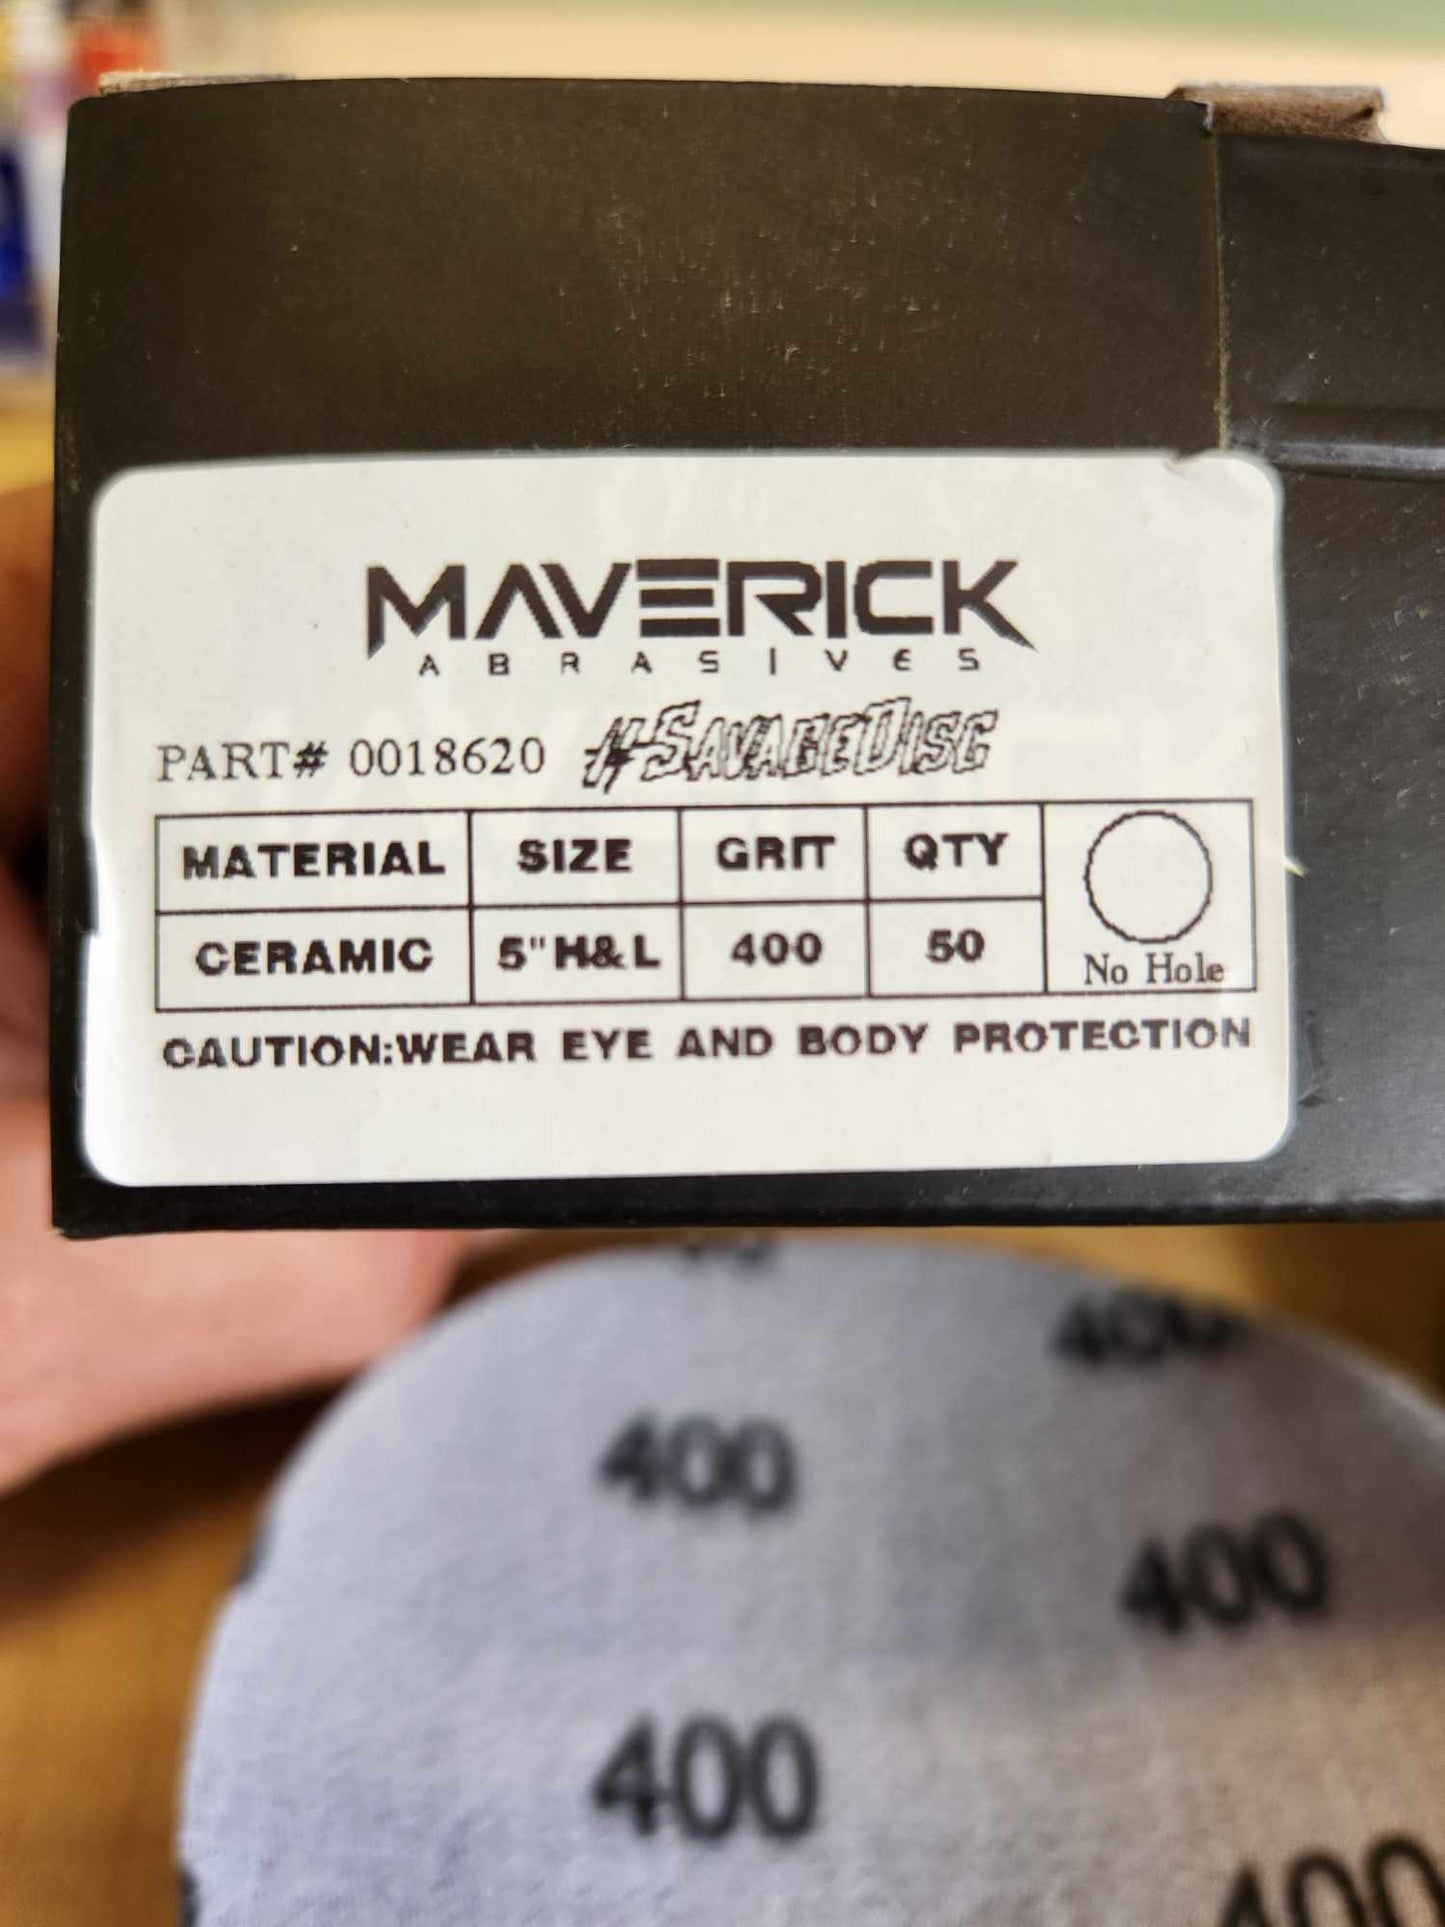 MAVERICK
ABRASIVES
PART# 0018620 #SAVAGEDISC
MATERIAL SIZE GRIT QTY
CERAMIC 5" H&L 400 50
No Hole
CAUTION:WEAR EYE AND BODY PROTECTION
400
400
400
400
400